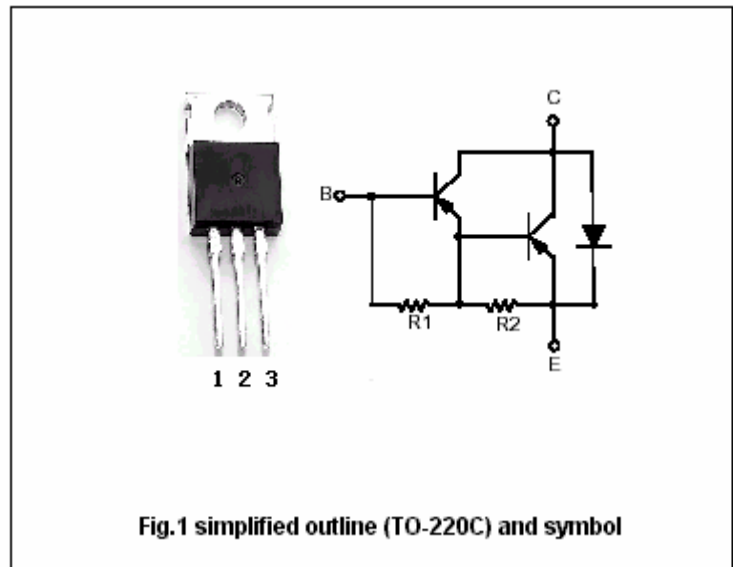 C
B
R1
R2
E
1 2 3
Fig.1 simplified outline (TO-220C) and symbol